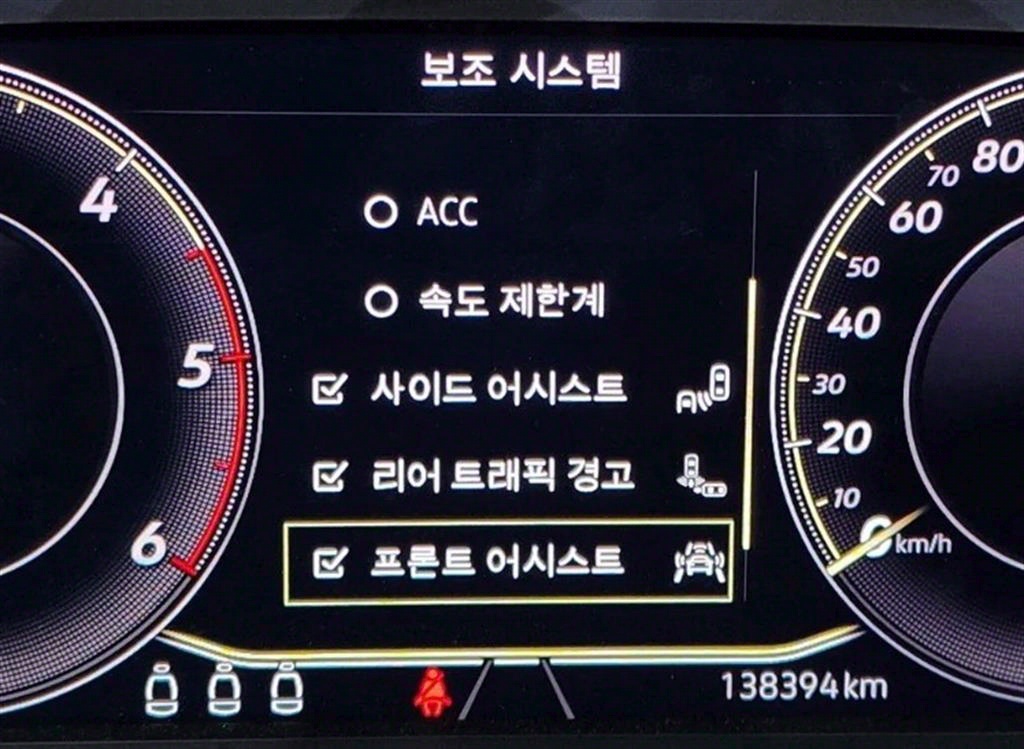 보조 시스템
ACC
속도 제한계
사이드 어시스트
리어 트래픽 경고
프론트 어시스트
4
5
6
80
70
60
50
40
30
20
10
0 km/h
138394 km